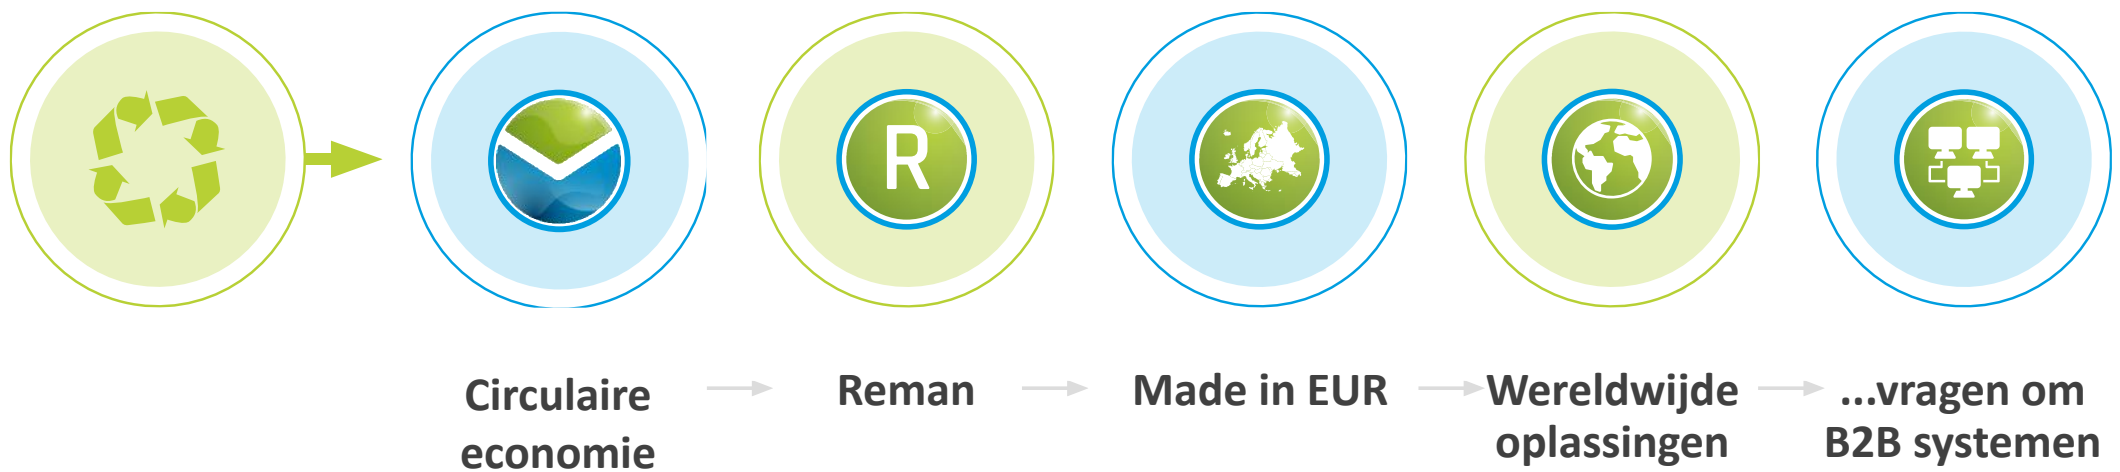 R
Circulaire
economie
Reman
Made in EUR
Wereldwijde
oplassingen
...vragen om
B2B systemen